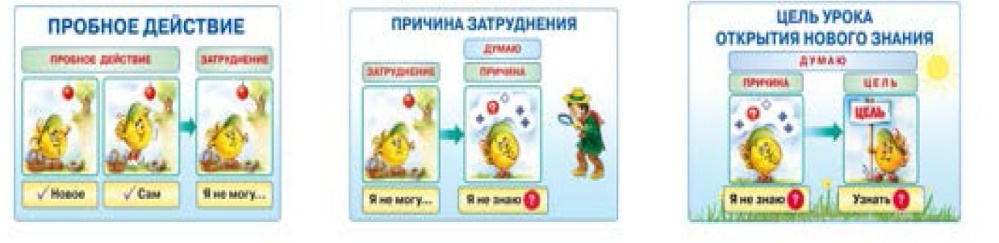 ПРОБНОЕ ДЕЙСТВИЕ
ПРОБНОЕ ДЕЙСТВИЕ
ЗАТРУДНЕНИЕ
✓ Новое
✓ Сам
Я не могу...
ПРИЧИНА ЗАТРУДНЕНИЯ
ДУМАЮ
ЗАТРУДНЕНИЕ
ПРИЧИНА
?
Я не могу...
Я не знаю ?
ЦЕЛЬ УРОКА
ОТКРЫТИЯ НОВОГО ЗНАНИЯ
ДУМАЮ
ПРИЧИНА
ЦЕЛЬ
?
ЦЕЛЬ
Я не знаю ?
Узнать ?